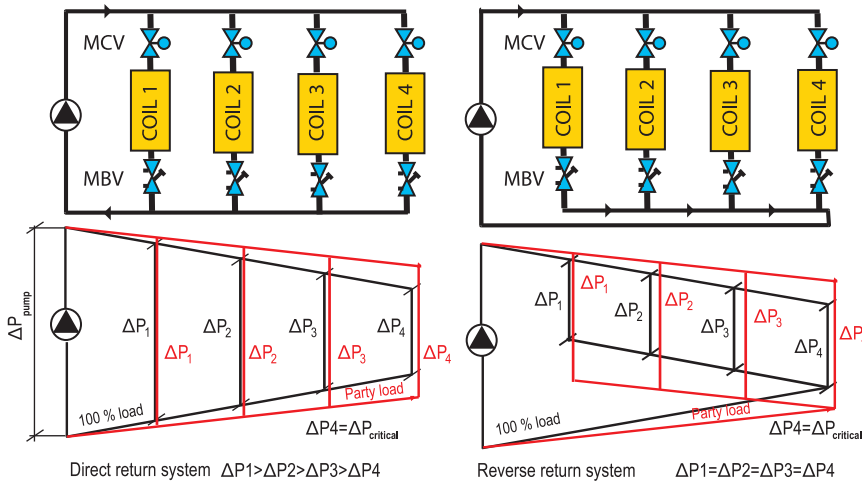 MCV
COIL 1
COIL 2
COIL 3
COIL 4
MBV
MCV
COIL 1
COIL 2
COIL 3
COIL 4
MBV
ΔPpump
ΔP1
ΔP1
ΔP2
ΔP2
ΔP3
ΔP3
ΔP4
ΔP4
100 % load
Party load
ΔP4=ΔPcritical
Direct return system ΔP1>ΔP2>ΔP3>ΔP4
ΔP1
ΔP1
ΔP2
ΔP2
ΔP3
ΔP3
ΔP4
ΔP
100 % load
Party load
ΔP4=ΔPcritical
Reverse return system ΔP1=ΔP2=ΔP3=ΔP4